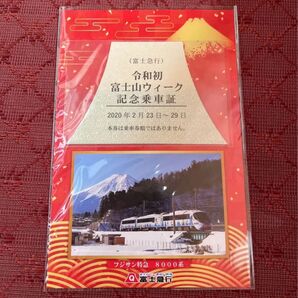 (富士急行)
令和初
富士山ウィーク
記念乗車証
2020年2月23日〜29日
本券は乗車券類ではありません。
フジサン特急 8000系
富士急行